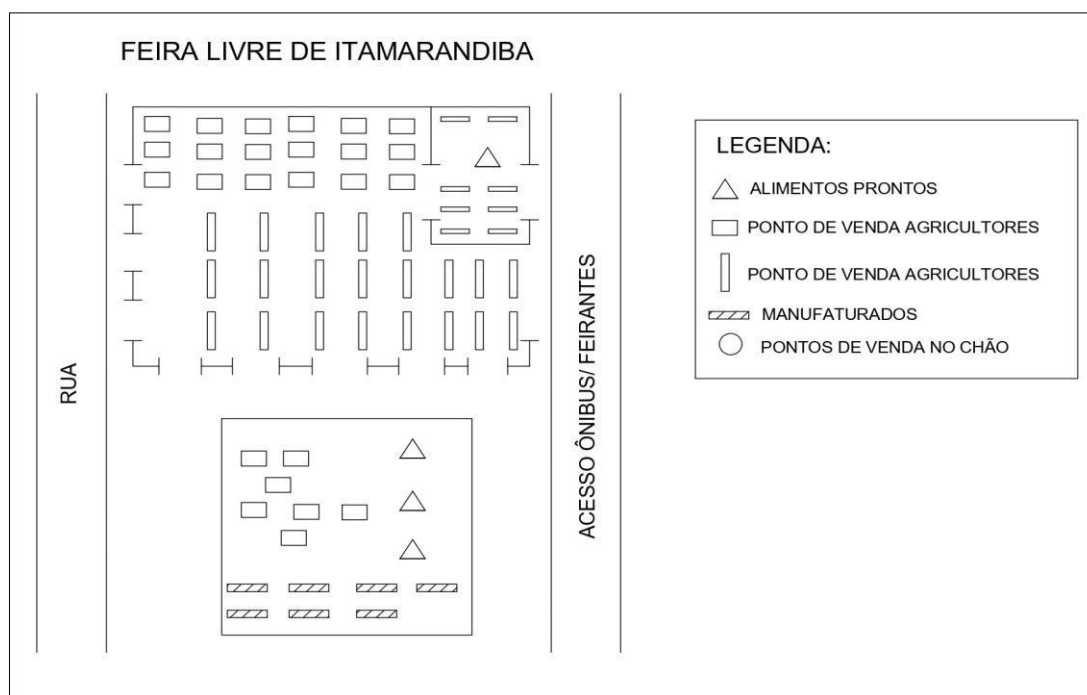 FEIRA LIVRE DE ITAMARANDIBA
RUA
ACESSO ÔNIBUS/ FEIRANTES
LEGENDA:
ALIMENTOS PRONTOS
PONTO DE VENDA AGRICULTORES
PONTO DE VENDA AGRICULTORES
MANUFATURADOS
PONTOS DE VENDA NO CHÃO